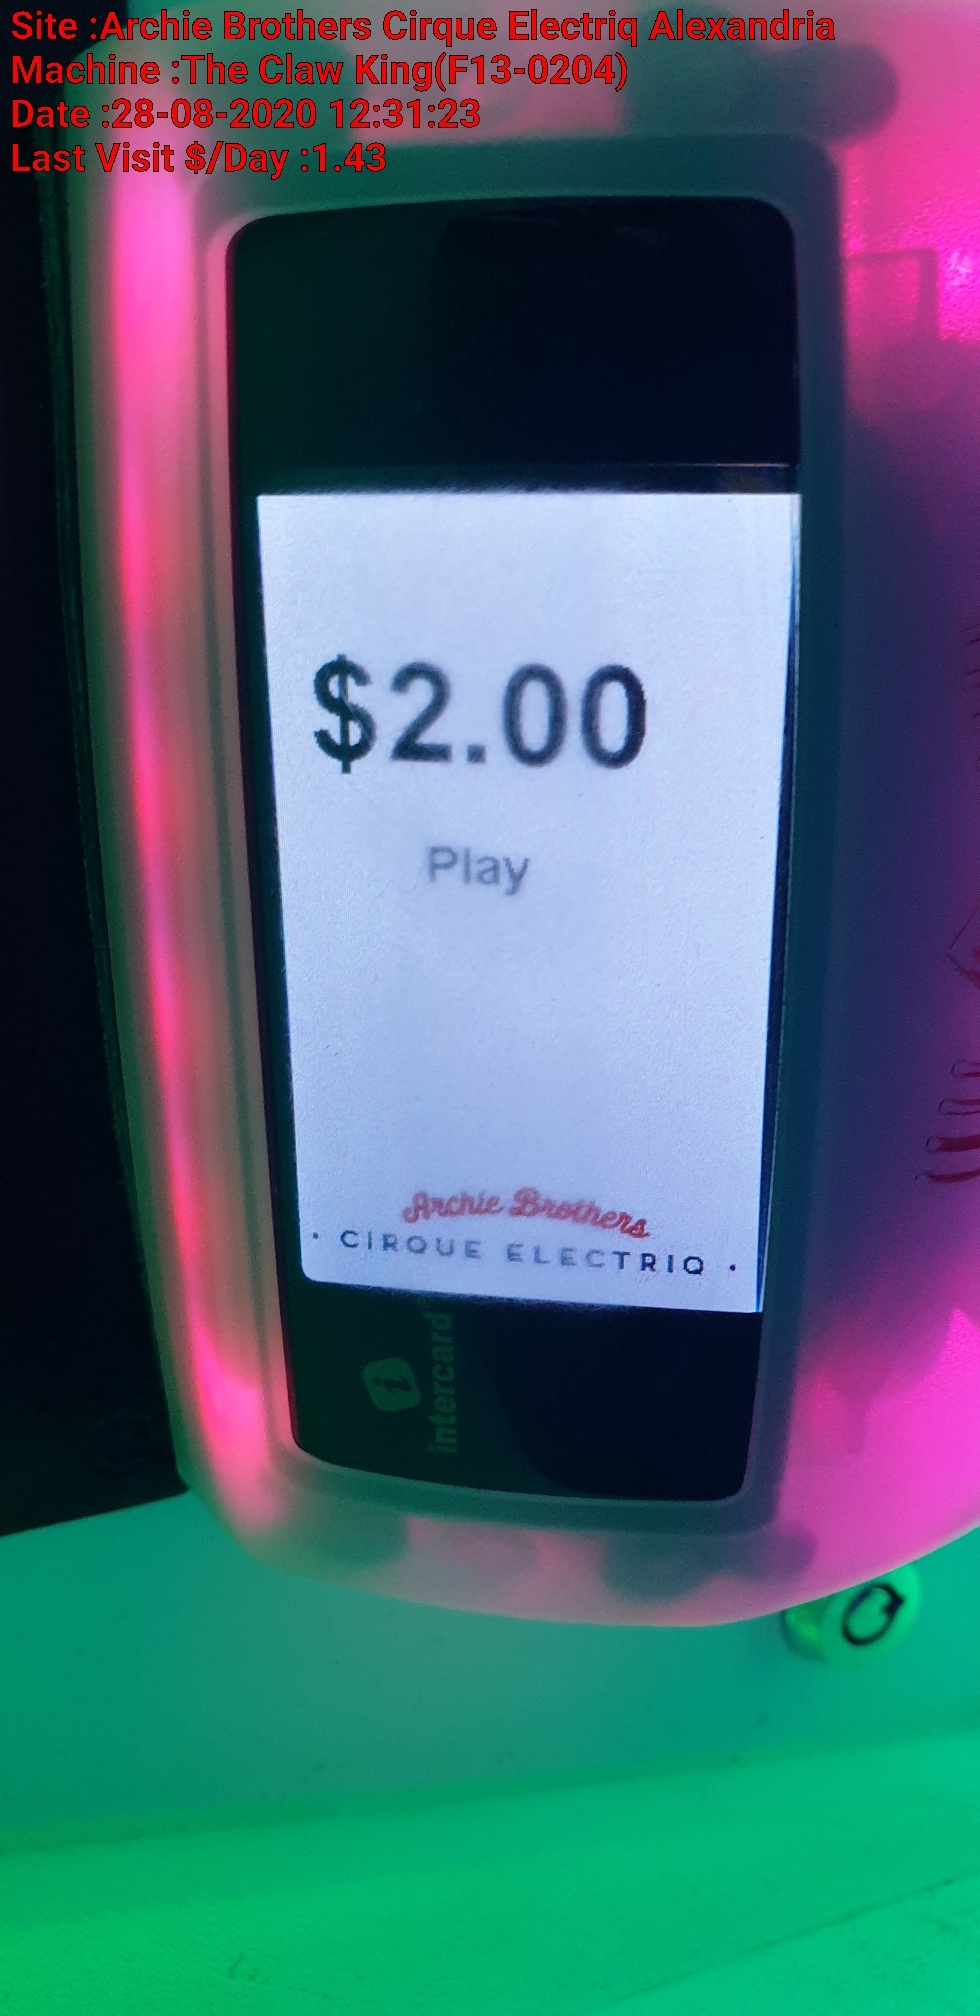 Site :Archie Brothers Cirque Electriq Alexandria
Machine :The Claw King(F13-0204)
Date :28-08-2020 12:31:23
Last Visit $/Day :1.43
$2.00
Play
Archie Brothers
· CIRQUE ELECTRIQ ·
i
intercard